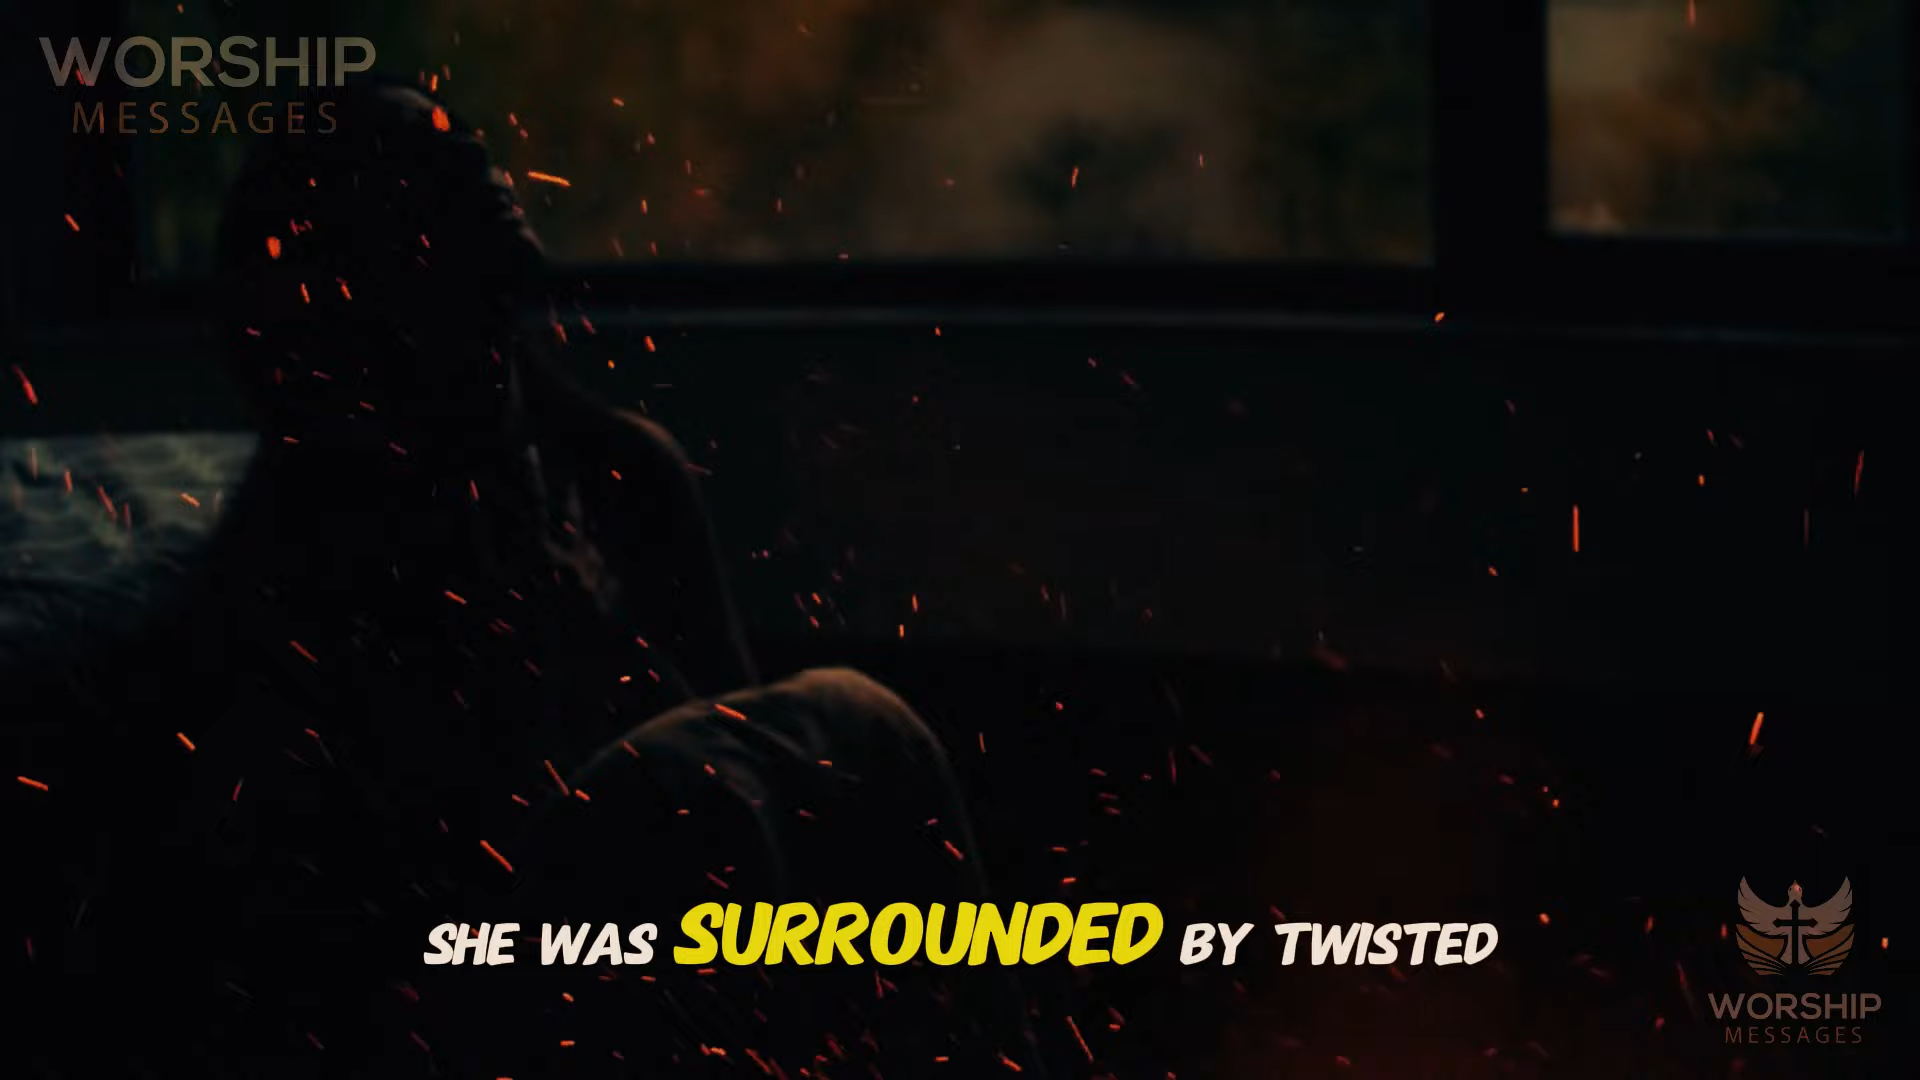 WORSHIP
MESSAGES
SHE WAS SURROUNDED BY TWISTED
WORSHIP
MESSAGES